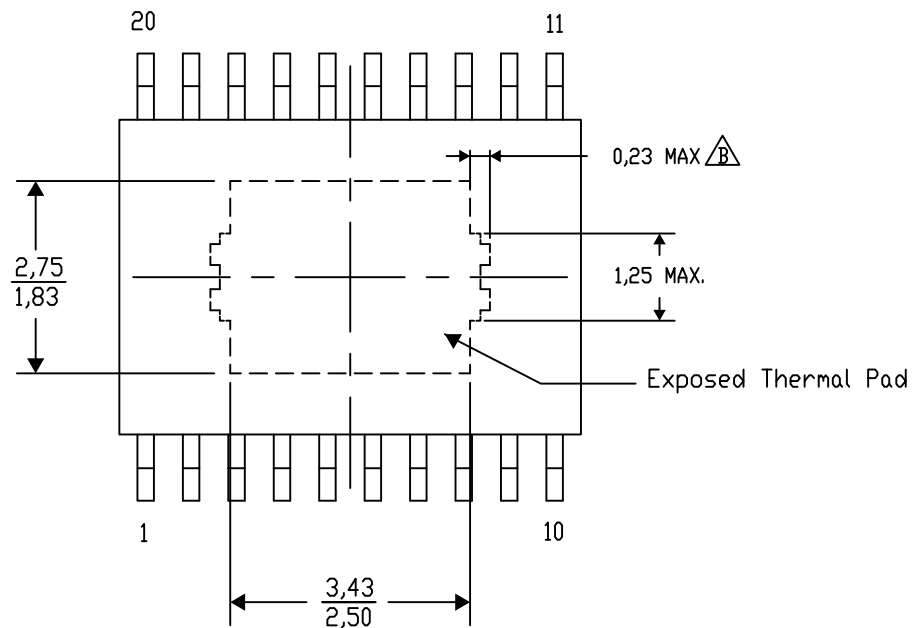 20
11
0,23 MAX B
2,75
1,83
1,25 MAX.
Exposed Thermal Pad
1
10
3,43
2,50